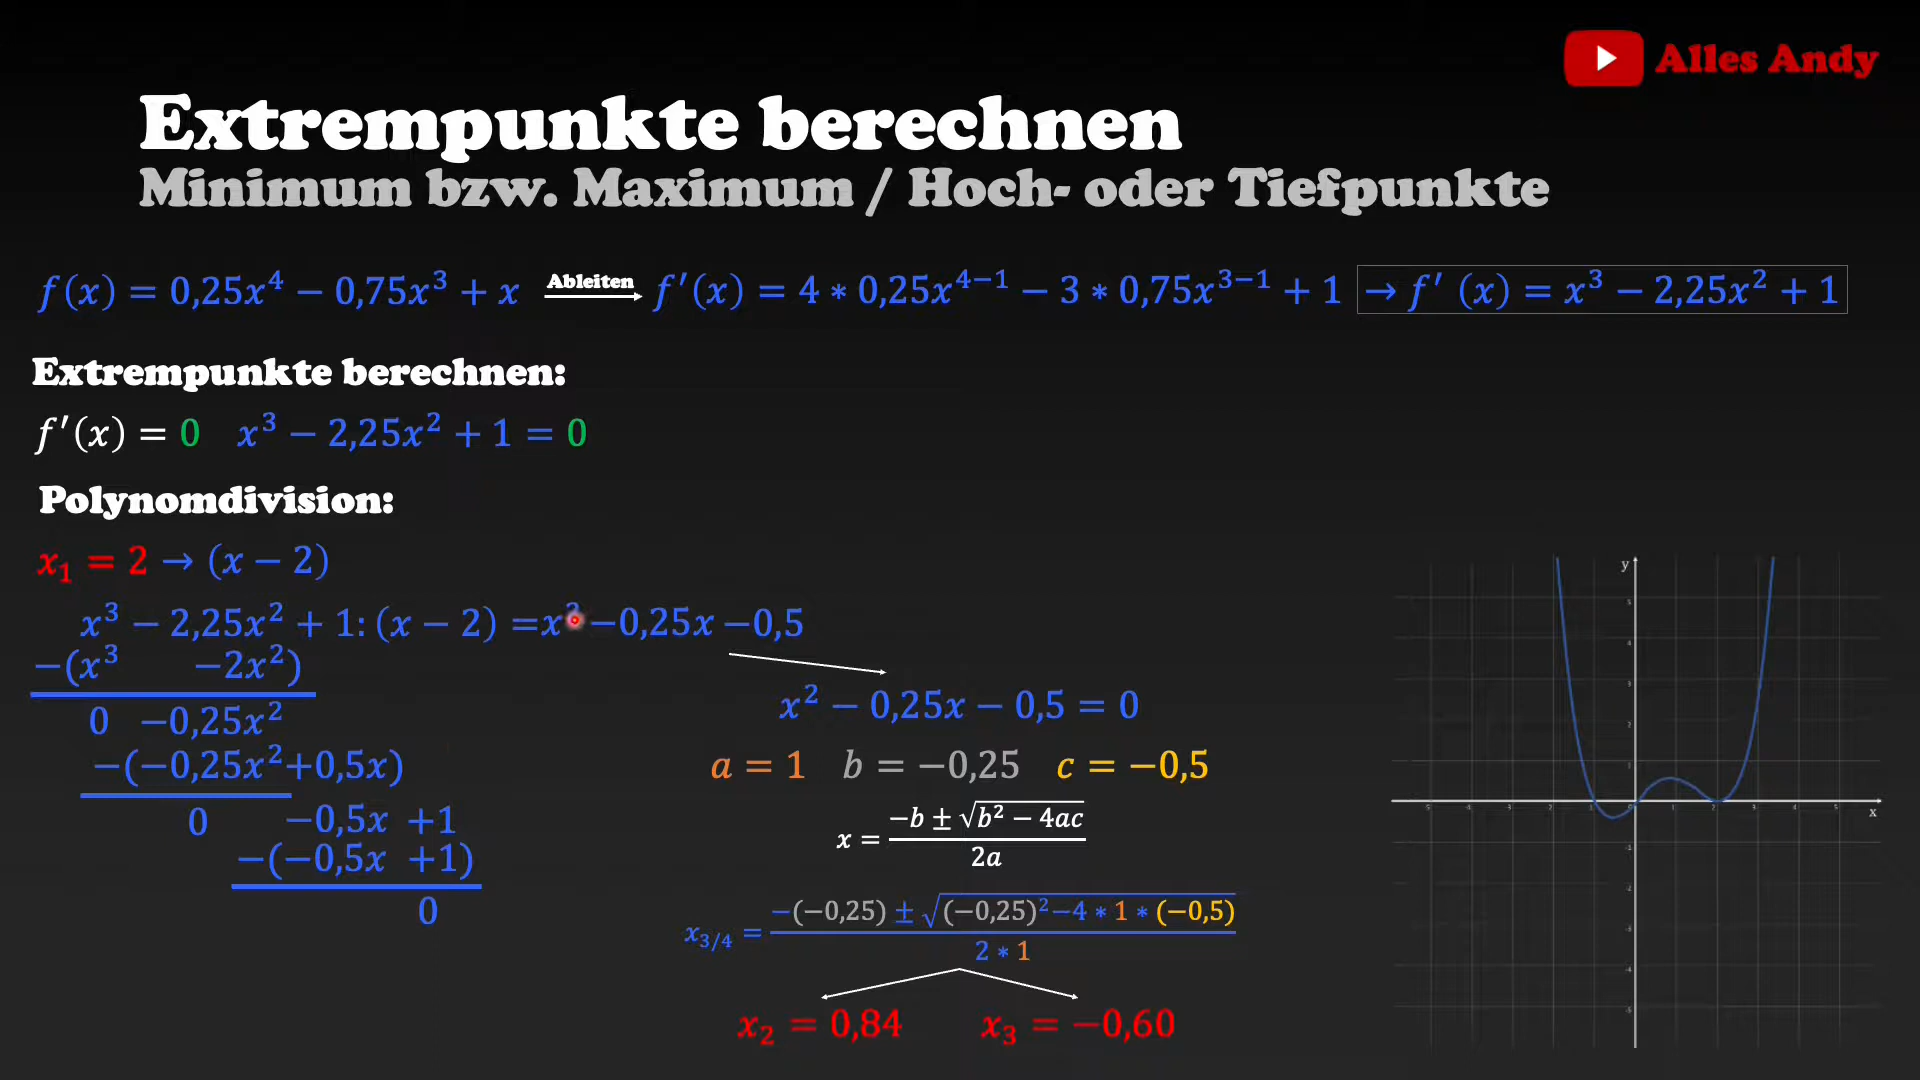 Alles Andy
Extrempunkte berechnen
Minimum bzw. Maximum / Hoch- oder Tiefpunkte
f(x) = 0,25x⁴ − 0,75x³ + x Ableiten f′(x) = 4 ∗ 0,25x⁴⁻¹ − 3 ∗ 0,75x³⁻¹ + 1 → f′ (x) = x³ − 2,25x² + 1
Extrempunkte berechnen:
f′(x) = 0 x³ − 2,25x² + 1 = 0
Polynomdivision:
x₁ = 2 → (x − 2)
x³ − 2,25x² + 1: (x − 2) = x² −0,25x −0,5
−(x³ −2x²)
0 −0,25x²
−(−0,25x²+0,5x)
0 −0,5x +1
−(−0,5x +1)
0
x² − 0,25x − 0,5 = 0
a = 1 b = −0,25 c = −0,5
x = (−b ± √(b² − 4ac)) / 2a
x₃/₄ = (−(−0,25) ± √((−0,25)²−4 ∗ 1 ∗ (−0,5))) / 2 ∗ 1
x₂ = 0,84 x₃ = −0,60
y
x